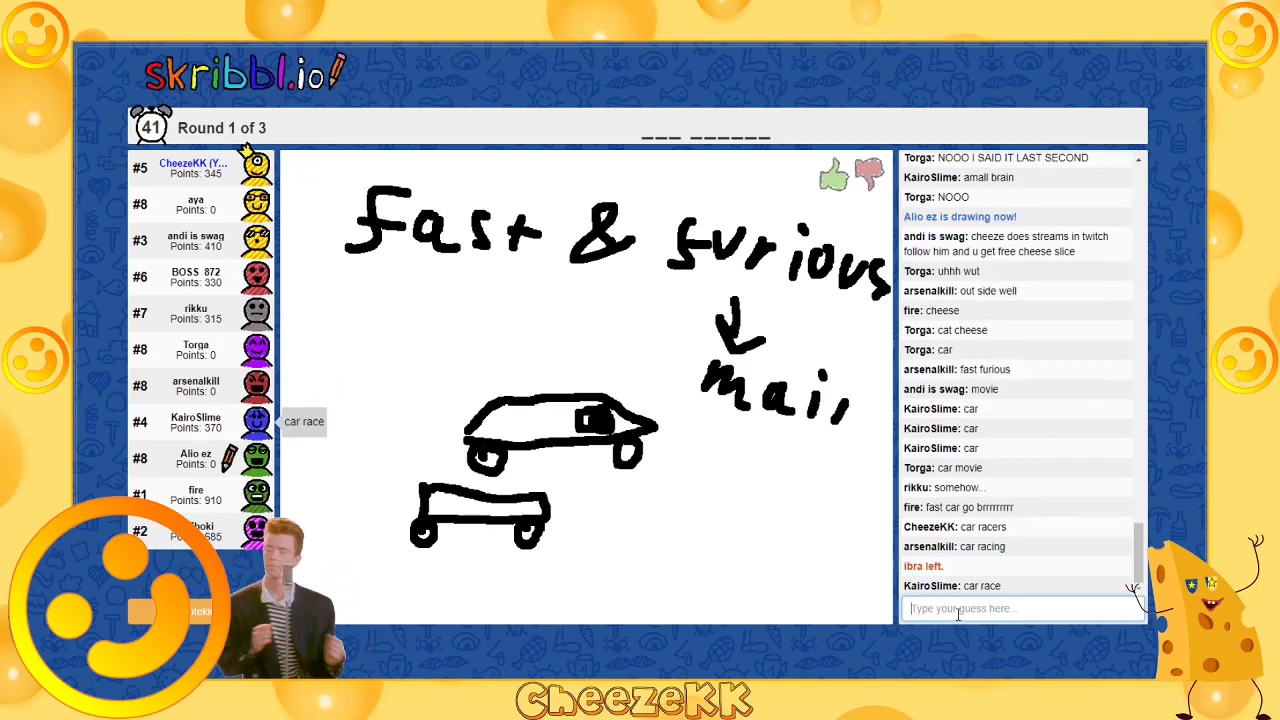 skribbl.io
41
Round 1 of 3
___ ______
#5 CheezeKK (Y...
Points: 345
#8 aya
Points: 0
#3 andi is swag
Points: 410
#6 BOSS 872
Points: 330
#7 rikku
Points: 315
#8 Torga
Points: 0
#8 arsenalkill
Points: 0
#4 KairoSlime
Points: 370
#8 Alio ez
Points: 0
#1 fire
Points: 910
#2
car race
Fast & furious
main
Torga: NOOO I SAID IT LAST SECOND
KairoSlime: amall brain
Torga: NOOO
Alio ez is drawing now!
andi is swag: cheeze does streams in twitch
follow him and u get free cheese slice
Torga: uhhh wut
arsenalkill: out side well
fire: cheese
Torga: cat cheese
Torga: car
arsenalkill: fast furious
andi is swag: movie
KairoSlime: car
KairoSlime: car
KairoSlime: car
Torga: car movie
rikku: somehow...
fire: fast car go brrrrrrrrr
CheezeKK: car racers
arsenalkill: car racing
ibra left.
KairoSlime: car race
Type your guess here...
CHEEZEKK